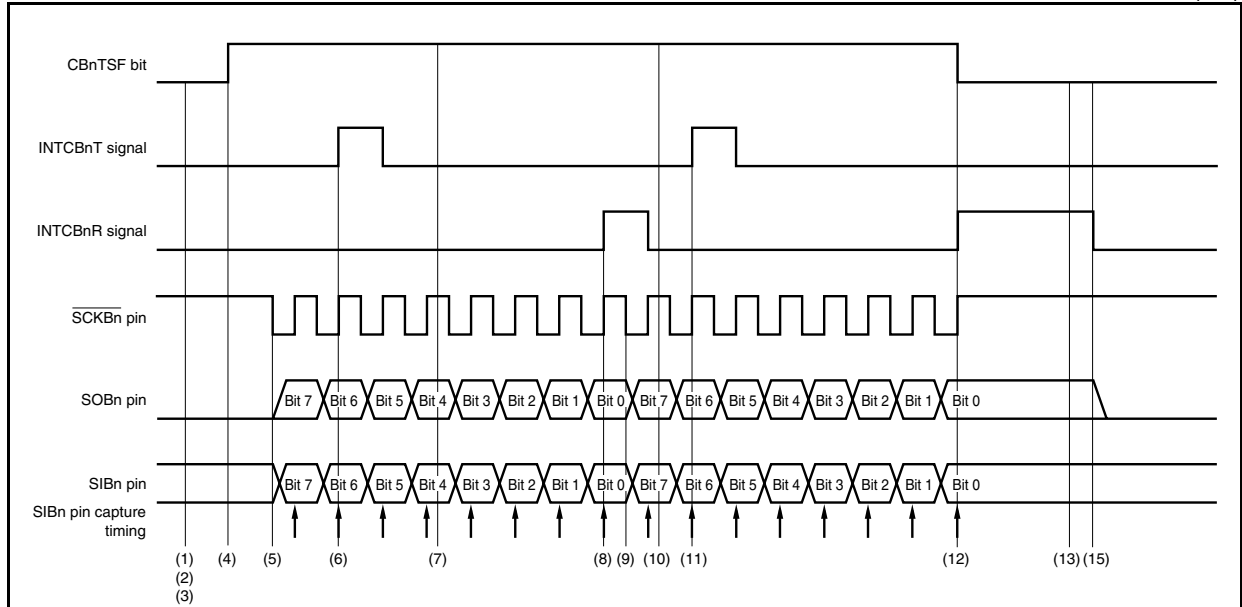 CBnTSF bit
INTCBnT signal
INTCBnR signal
SCKBn pin
SOBn pin
Bit 7 Bit 6 Bit 5 Bit 4 Bit 3 Bit 2 Bit 1 Bit 0 Bit 7 Bit 6 Bit 5 Bit 4 Bit 3 Bit 2 Bit 1 Bit 0
SIBn pin
Bit 7 Bit 6 Bit 5 Bit 4 Bit 3 Bit 2 Bit 1 Bit 0 Bit 7 Bit 6 Bit 5 Bit 4 Bit 3 Bit 2 Bit 1 Bit 0
SIBn pin capture
timing
(1) (4) (5) (6) (7) (8) (9) (10) (11) (12) (13) (15)
(2)
(3)